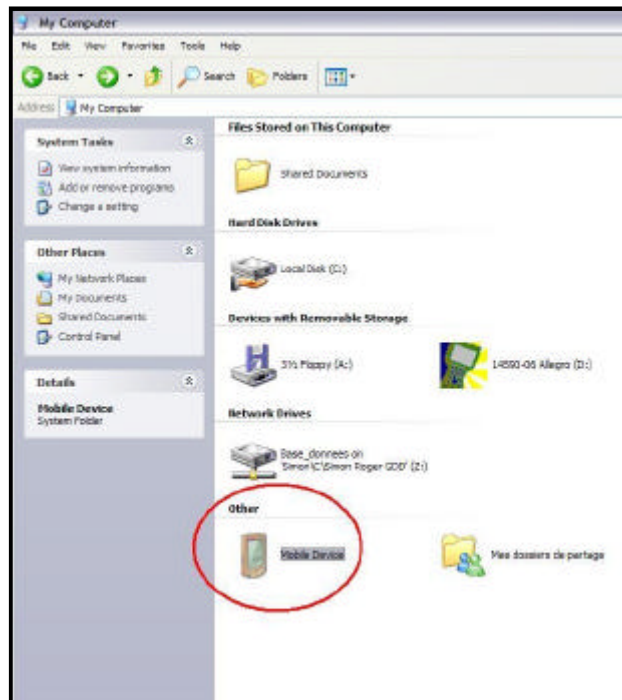 My Computer
File Edit View Favorites Tools Help
Back Search Folders
Address My Computer
System Tasks
View system information
Add or remove programs
Change a setting
Other Places
My Network Places
My Documents
Shared Documents
Control Panel
Details
Mobile Device
System Folder
Files Stored on This Computer
Shared Documents
Hard Disk Drives
Local Disk (C:)
Devices with Removable Storage
3½ Floppy (A:)
14590-06 Allegro (D:)
Network Drives
Base_donnees on
'Simon\C\Simon Roger GDD' (Z:)
Other
Mobile Device
Mes dossiers de partage